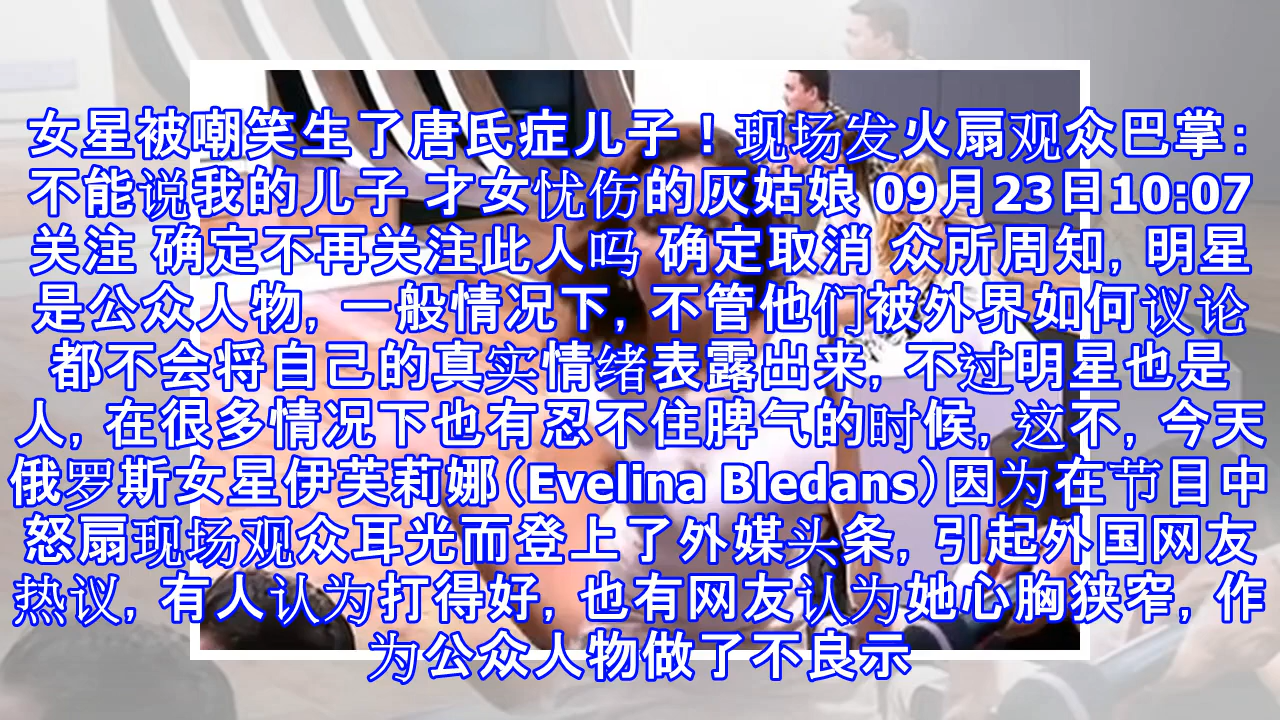 女星被嘲笑生了唐氏症儿子！现场发火扇观众巴掌:
不能说我的儿子 才女忧伤的灰姑娘 09月23日10:07
关注 确定不再关注此人吗 确定取消 众所周知, 明星
是公众人物, 一般情况下, 不管他们被外界如何议论
都不会将自己的真实情绪表露出来, 不过明星也是
人, 在很多情况下也有忍不住脾气的时候, 这不, 今天
俄罗斯女星伊芙莉娜(Evelina Bledans)因为在节目中
怒扇现场观众耳光而登上了外媒头条, 引起外国网友
热议, 有人认为打得好, 也有网友认为她心胸狭窄, 作
为公众人物做了不良示